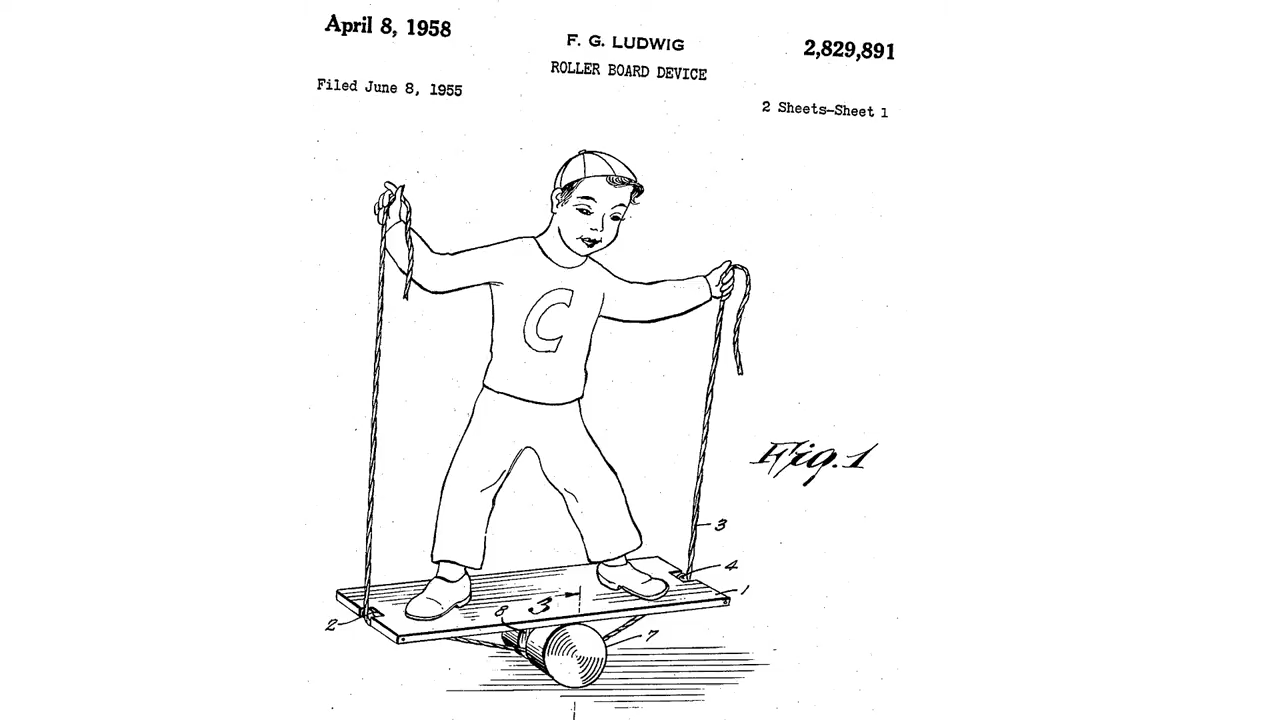 April 8, 1958
F. G. LUDWIG
2,829,891
ROLLER BOARD DEVICE
Filed June 8, 1955
2 Sheets-Sheet 1
C
Fig. 1
3
4
1
2
8
3
7